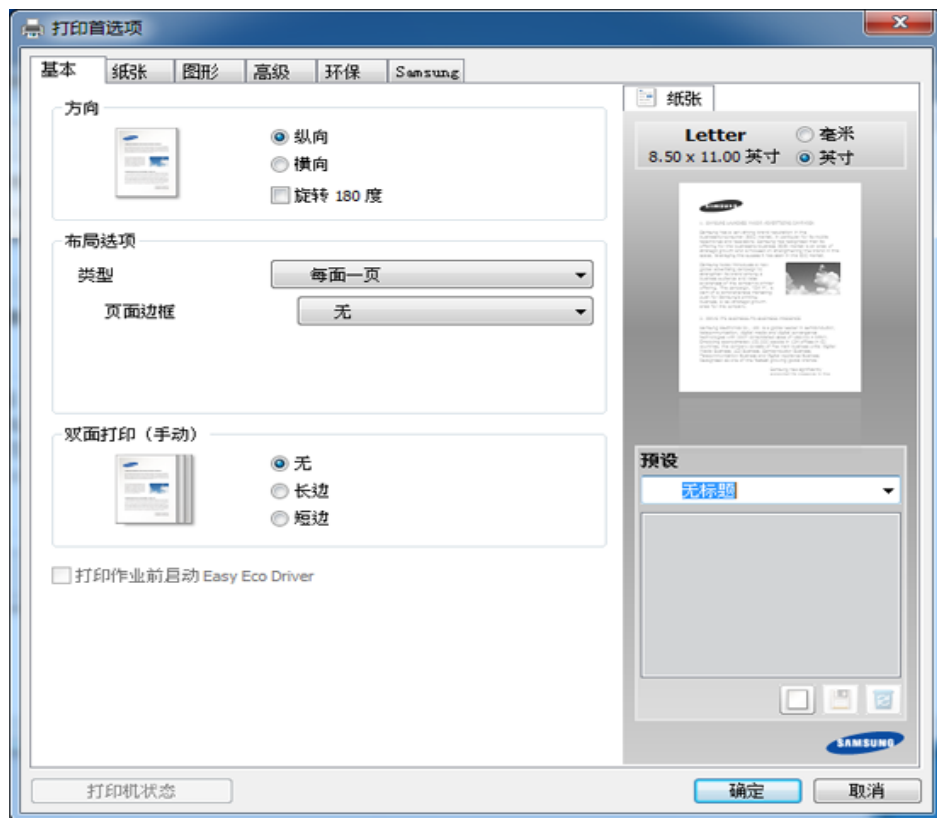 打印首选项
基本 纸张 图形 高级 环保 Samsung
方向
纵向
横向
旋转 180 度
布局选项
类型 每面一页
页面边框 无
双面打印（手动）
无
长边
短边
打印作业前启动 Easy Eco Driver
纸张
Letter 毫米
8.50 x 11.00 英寸 英寸
SAMSUNG
预设
无标题
SAMSUNG
打印机状态 确定 取消